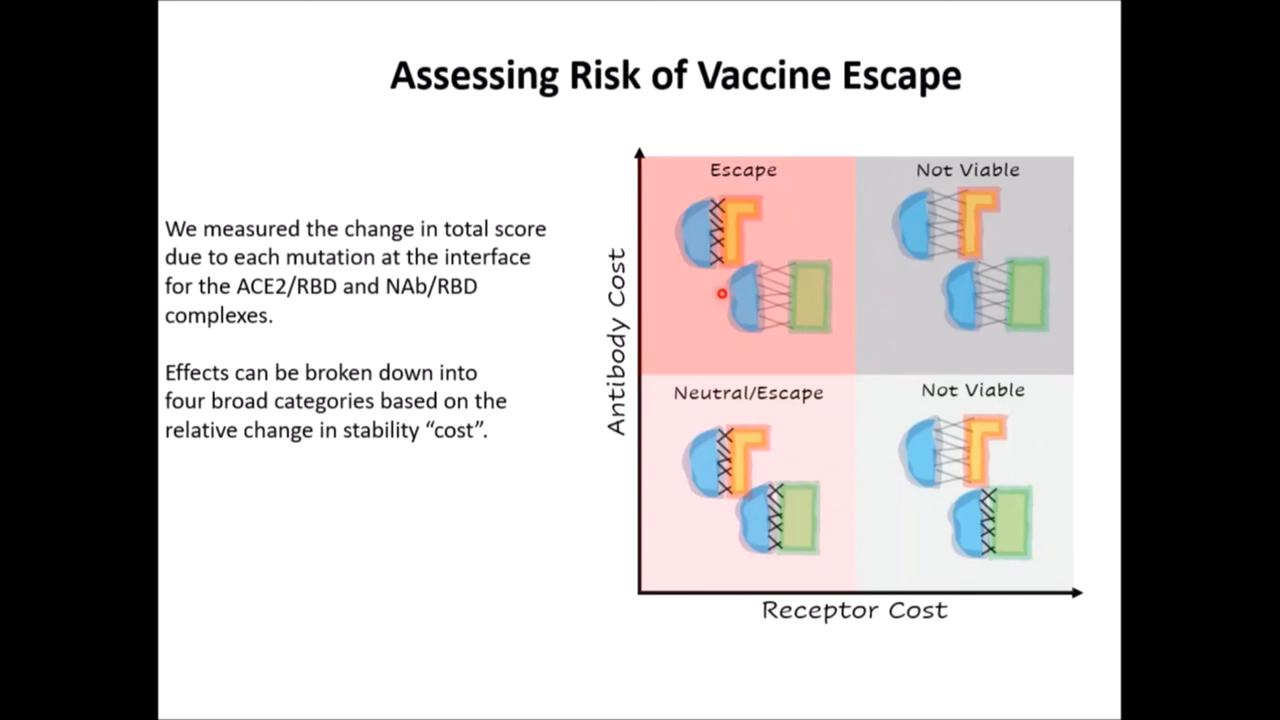 Assessing Risk of Vaccine Escape
We measured the change in total score
due to each mutation at the interface
for the ACE2/RBD and NAb/RBD
complexes.
Effects can be broken down into
four broad categories based on the
relative change in stability “cost”.
Antibody Cost
Escape
Not Viable
Neutral/Escape
Not Viable
Receptor Cost